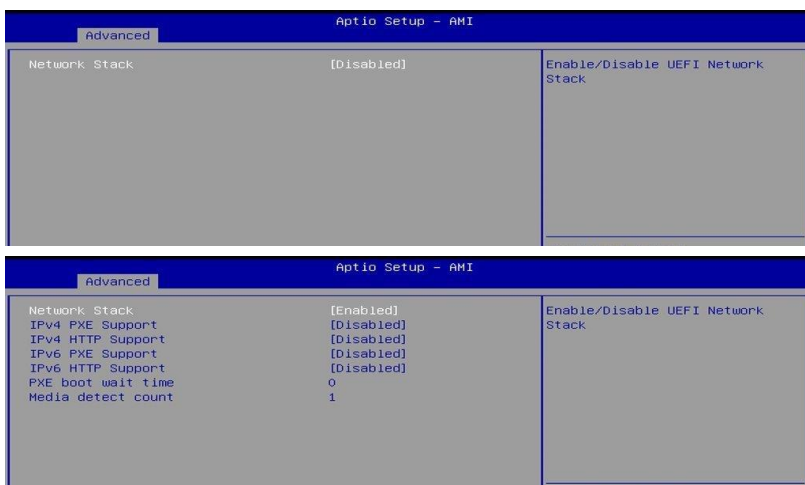 Aptio Setup - AMI
Advanced
Network Stack [Disabled]
Enable/Disable UEFI Network
Stack
Aptio Setup - AMI
Advanced
Network Stack [Enabled]
IPv4 PXE Support [Disabled]
IPv4 HTTP Support [Disabled]
IPv6 PXE Support [Disabled]
IPv6 HTTP Support [Disabled]
PXE boot wait time 0
Media detect count 1
Enable/Disable UEFI Network
Stack